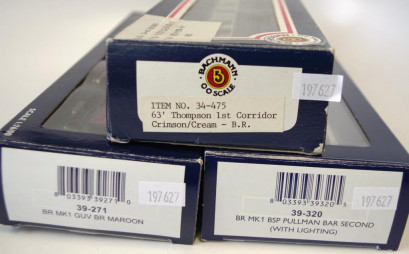 BACHMANN
OO SCALE
ITEM NO. 34-475
63' Thompson 1st Corridor
Crimson/Cream - B.R.
197627
39-271
BR MK1 GUV BR MAROON
197627
39-320
BR MK1 BSP PULLMAN BAR SECOND
(WITH LIGHTING)
197627